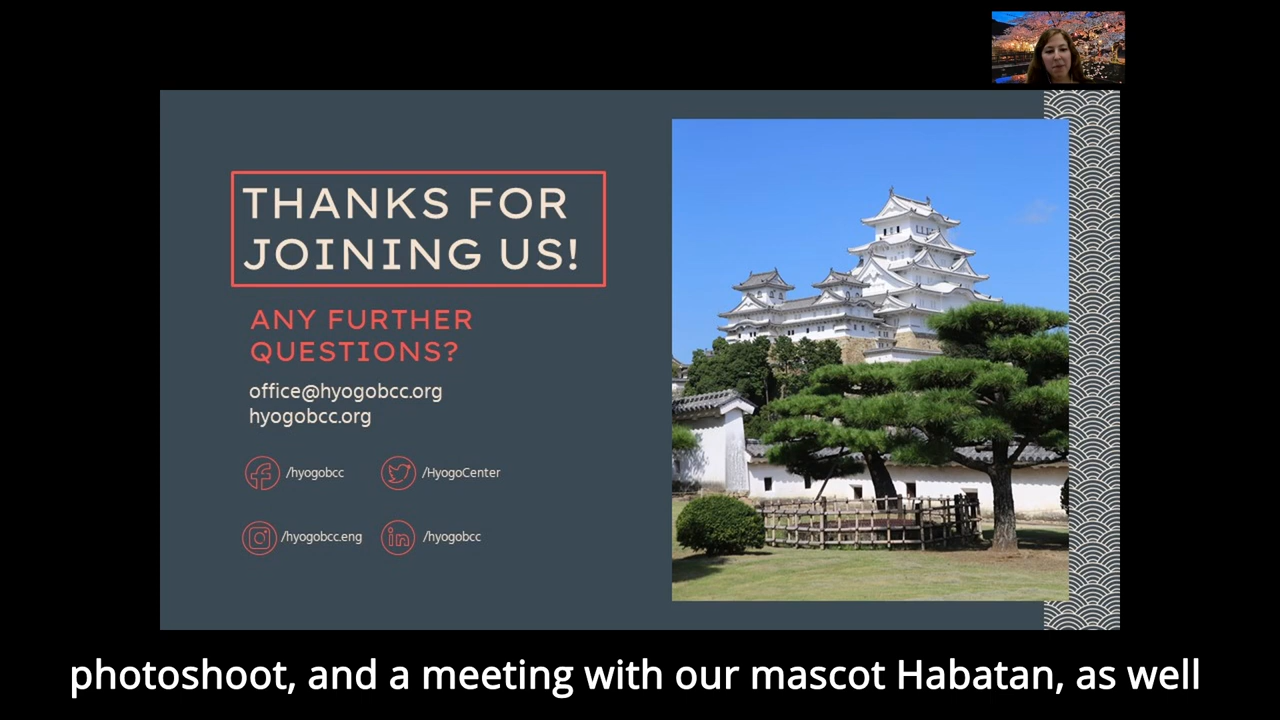 THANKS FOR
JOINING US!
ANY FURTHER
QUESTIONS?
office@hyogobcc.org
hyogobcc.org
/hyogobcc
/HyogoCenter
/hyogobcc.eng
/hyogobcc
photoshoot, and a meeting with our mascot Habatan, as well